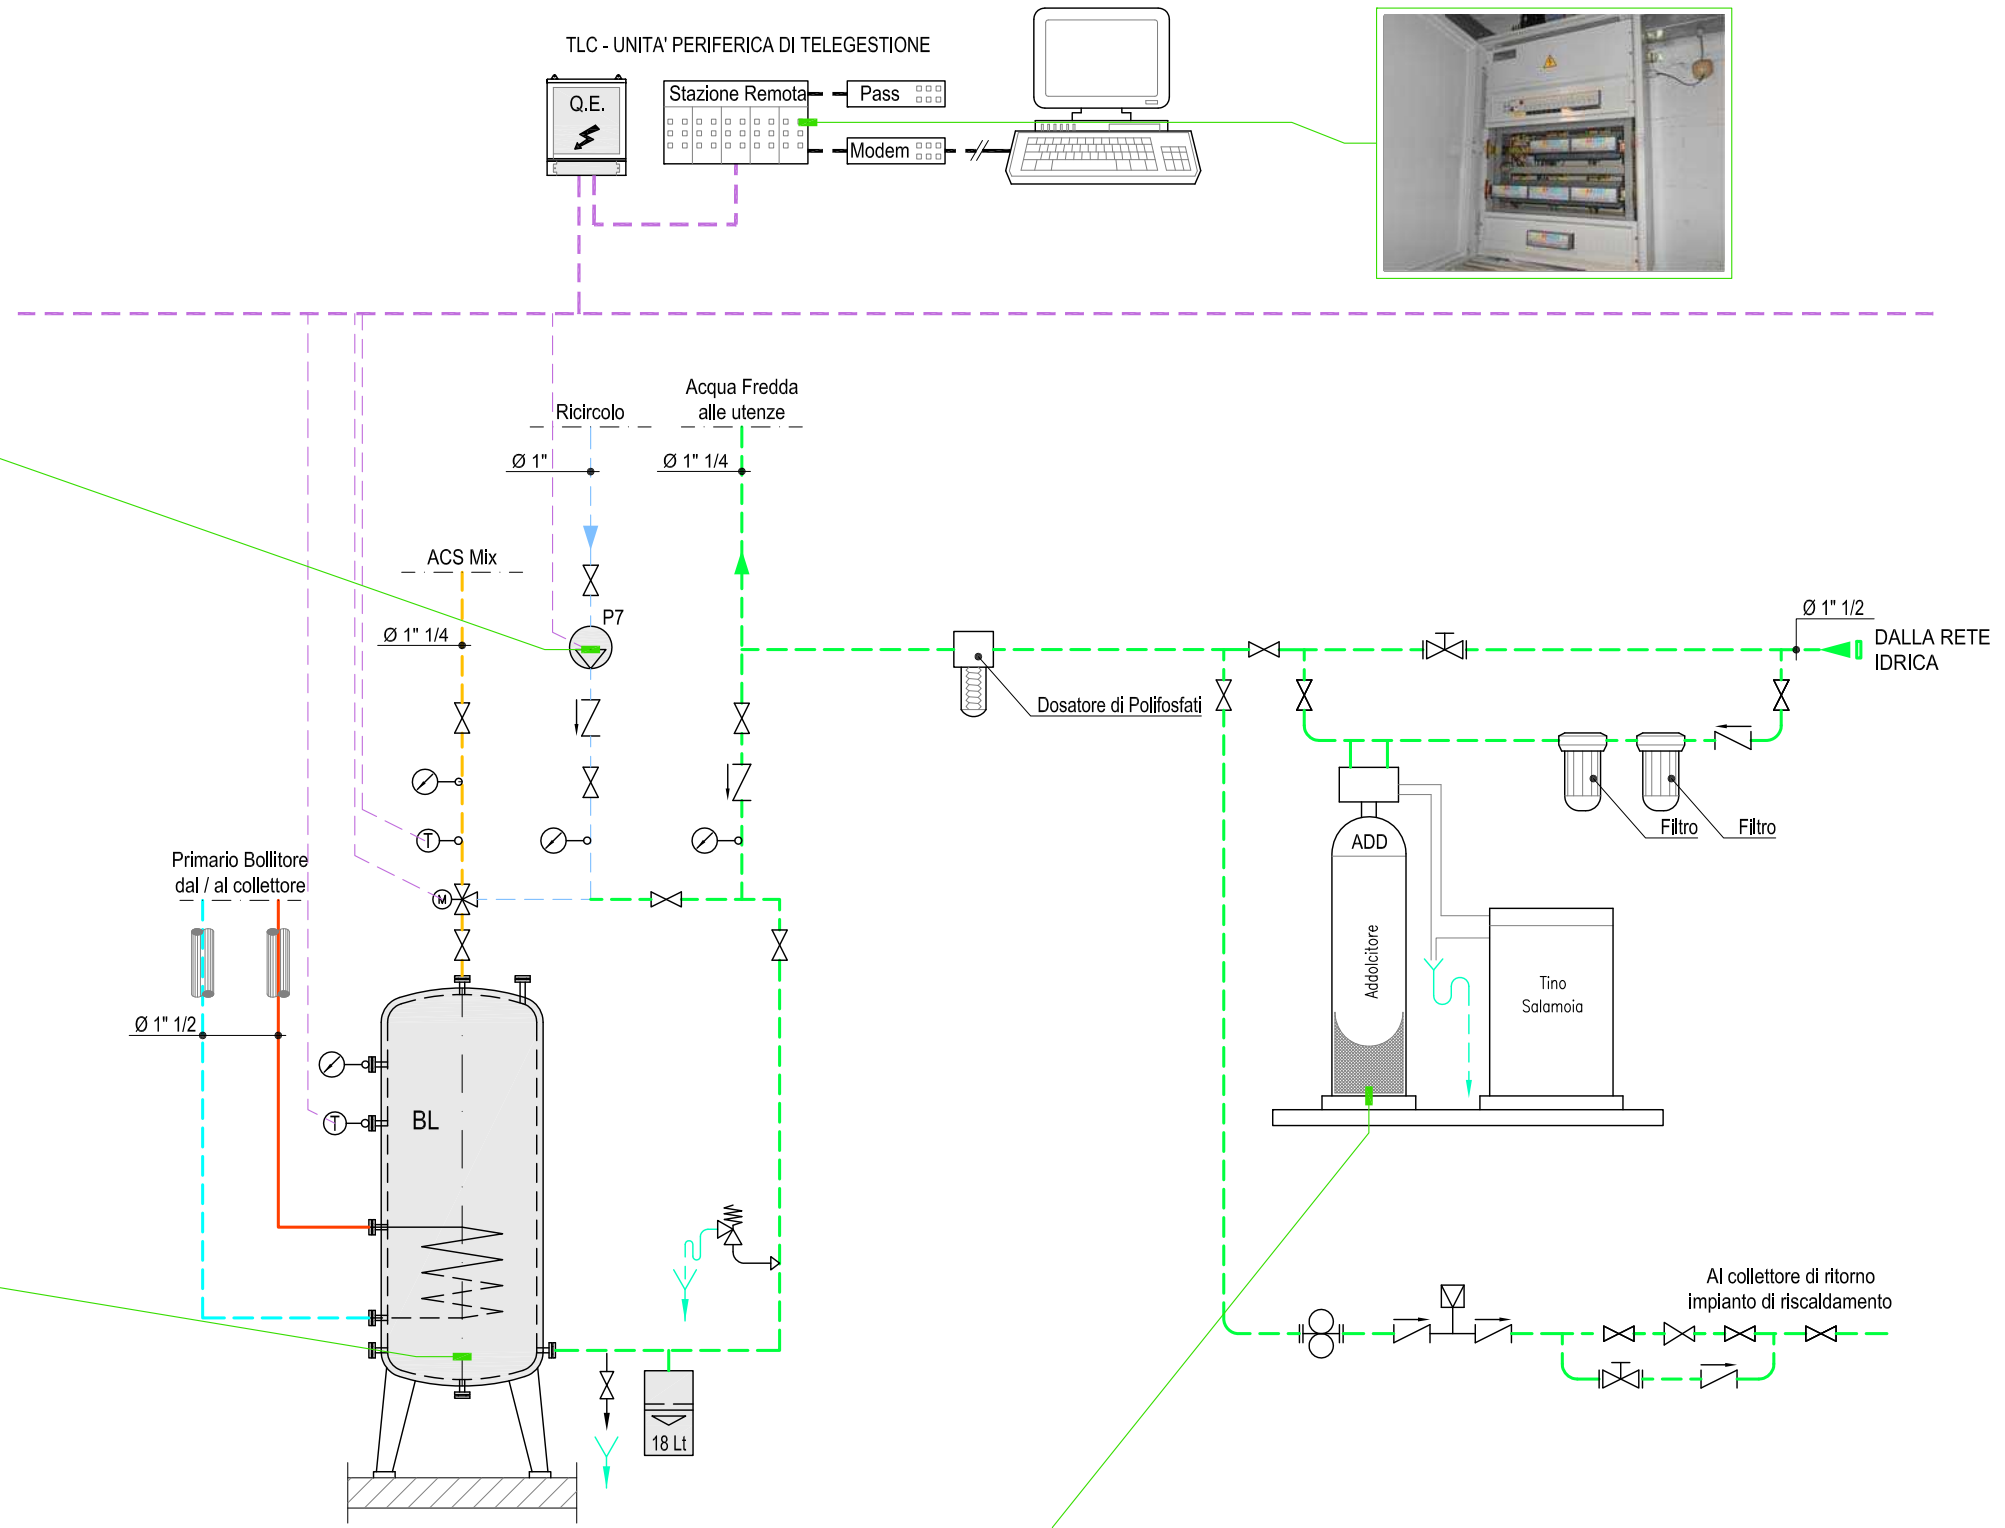 TLC - UNITA' PERIFERICA DI TELEGESTIONE
Q.E.
Stazione Remota
Pass
Modem
Acqua Fredda
alle utenze
Ricircolo
Ø 1"
Ø 1" 1/4
ACS Mix
Ø 1" 1/4
P7
Ø 1" 1/2
DALLA RETE
IDRICA
Dosatore di Polifosfati
Filtro
Filtro
ADD
Addolcitore
Tino
Salamoia
Primario Bollitore
dal / al collettore
T
M
Ø 1" 1/2
T
BL
Al collettore di ritorno
impianto di riscaldamento
18 Lt